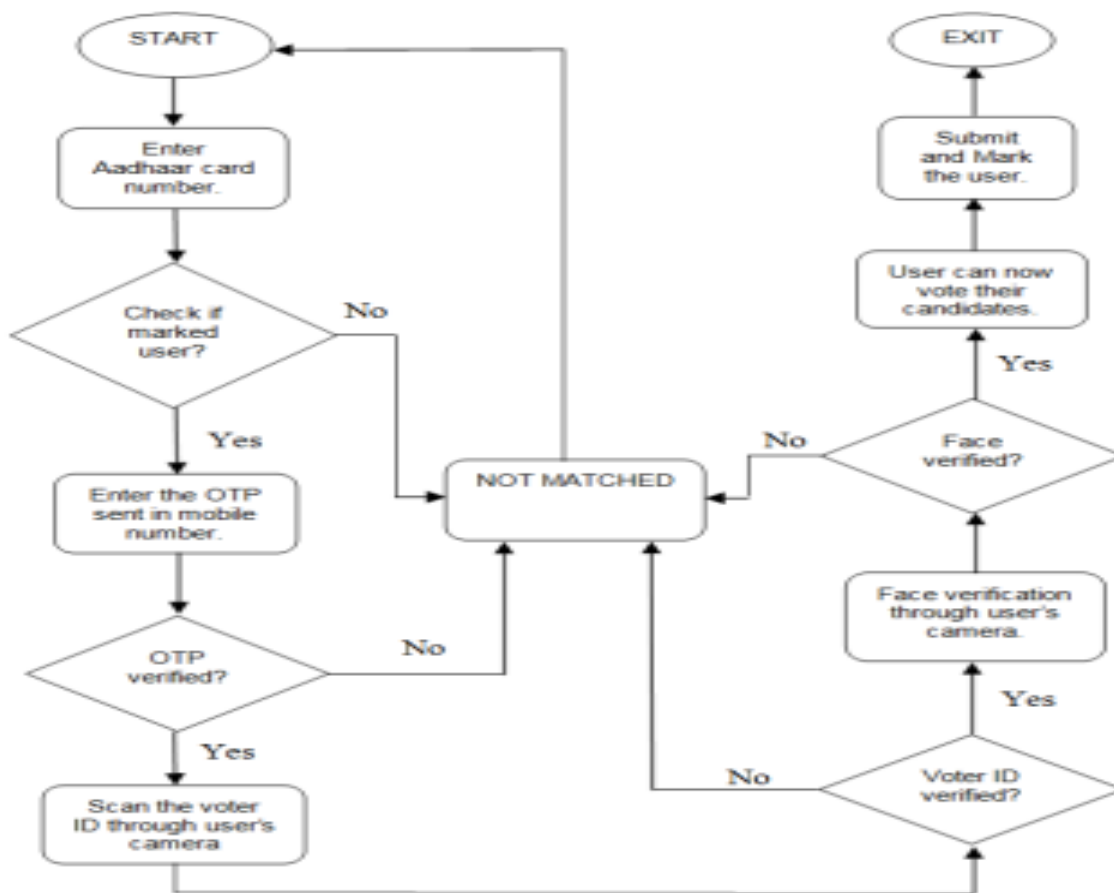 START
Enter
Aadhaar card
number.
Check if
marked
user?
No
Yes
Enter the OTP
sent in mobile
number.
OTP
verified?
No
Yes
Scan the voter
ID through user's
camera
NOT MATCHED
EXIT
Submit
and Mark
the user.
User can now
vote their
candidates.
Yes
Face
verified?
No
Face verification
through user's
camera.
Yes
Voter ID
verified?
No